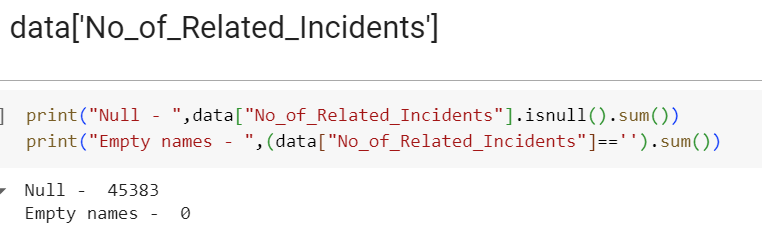 data['No_of_Related_Incidents']
] print("Null - ",data["No_of_Related_Incidents"].isnull().sum())
print("Empty names - ",(data["No_of_Related_Incidents"]=='').sum())
Null -  45383
Empty names -  0